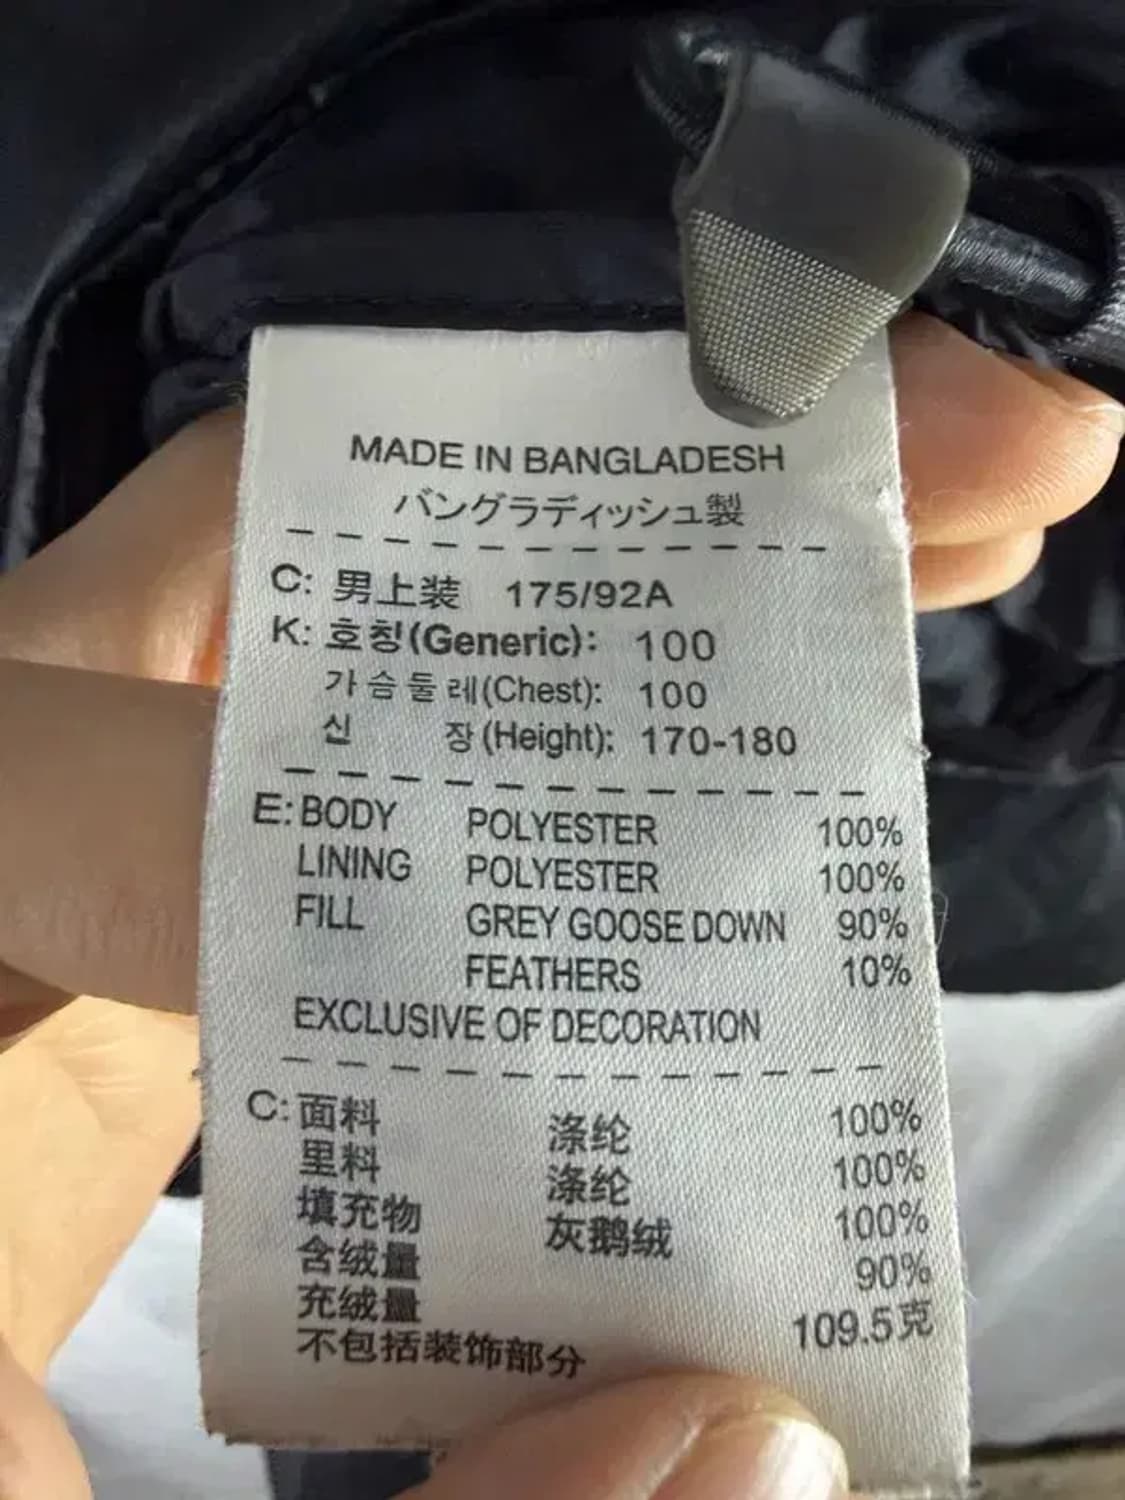 MADE IN BANGLADESH
バングラディッシュ製
C: 男上装 175/92A
K: 호칭(Generic): 100
가슴둘레(Chest): 100
신 장(Height): 170-180
E: BODY POLYESTER 100%
LINING POLYESTER 100%
FILL GREY GOOSE DOWN 90%
FEATHERS 10%
EXCLUSIVE OF DECORATION
C: 面料 涤纶 100%
里料 涤纶 100%
填充物 灰鹅绒 100%
含绒量 90%
充绒量 109.5克
不包括装饰部分